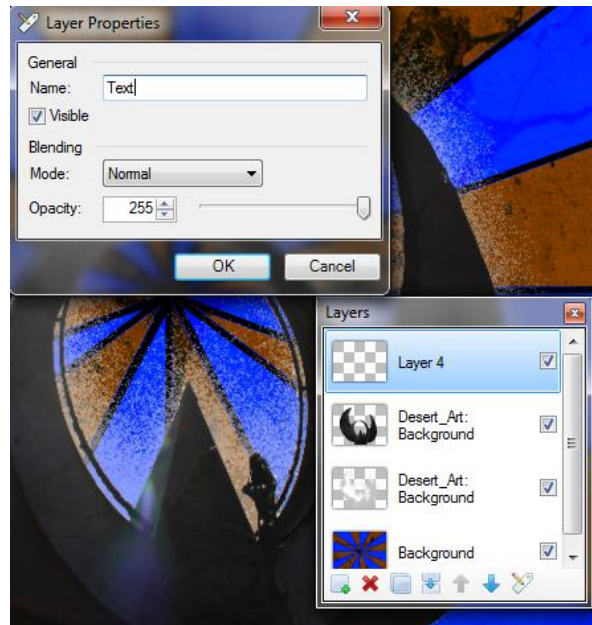 Layer Properties
General
Name: Text
Visible
Blending
Mode: Normal
Opacity: 255
OK Cancel
Layers
Layer 4
Desert_Art:
Background
Desert_Art:
Background
Background